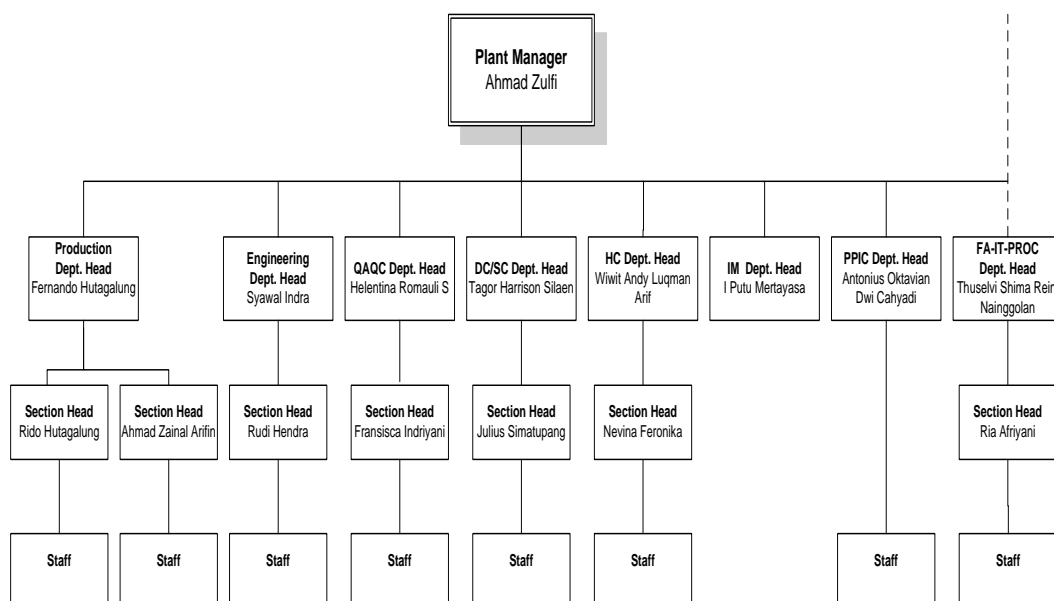 Plant Manager
Ahmad Zulfi
Production
Dept. Head
Fernando Hutagalung
Engineering
Dept. Head
Syawal Indra
QAQC Dept. Head
Helentina Romauli S
DC/SC Dept. Head
Tagor Harrison Silaen
HC Dept. Head
Wiwit Andy Luqman
Arif
IM Dept. Head
I Putu Mertayasa
PPIC Dept. Head
Antonius Oktavian
Dwi Cahyadi
FA-IT-PROC
Dept. Head
Thuselvi Shima Rein
Nainggolan
Section Head
Rido Hutagalung
Section Head
Ahmad Zainal Arifin
Section Head
Rudi Hendra
Section Head
Fransisca Indriyani
Section Head
Julius Simatupang
Section Head
Nevina Feronika
Section Head
Ria Afriyani
Staff
Staff
Staff
Staff
Staff
Staff
Staff
Staff